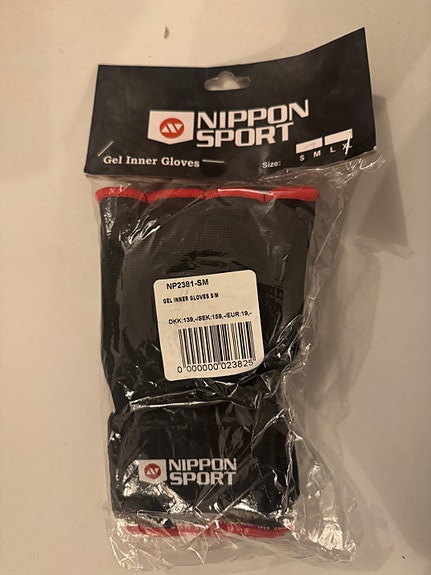 NIPPON
SPORT
Gel Inner Gloves
Size:
S M L X
NP2381-SM
GEL INNER GLOVES S/M
DKK:139,-/SEK:159,-/EUR:19,-
0 000000 023825
NIPPON
SPORT